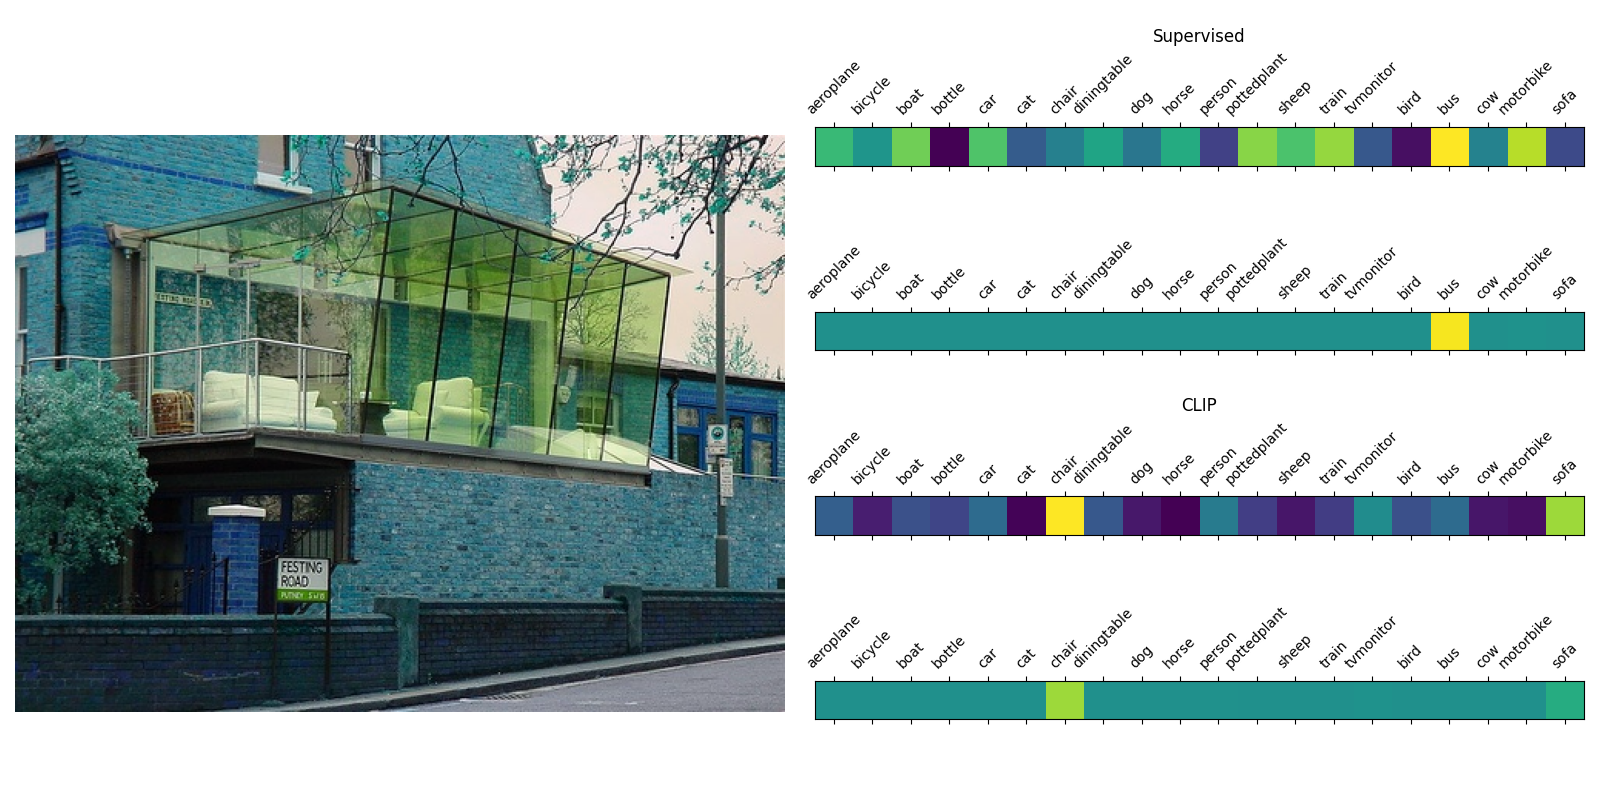 Supervised
aeroplane bicycle boat bottle car cat chair diningtable dog horse person pottedplant sheep train tvmonitor bird bus cow motorbike sofa
aeroplane bicycle boat bottle car cat chair diningtable dog horse person pottedplant sheep train tvmonitor bird bus cow motorbike sofa
CLIP
aeroplane bicycle boat bottle car cat chair diningtable dog horse person pottedplant sheep train tvmonitor bird bus cow motorbike sofa
aeroplane bicycle boat bottle car cat chair diningtable dog horse person pottedplant sheep train tvmonitor bird bus cow motorbike sofa
FESTING
ROAD
PUTNEY S.W.15